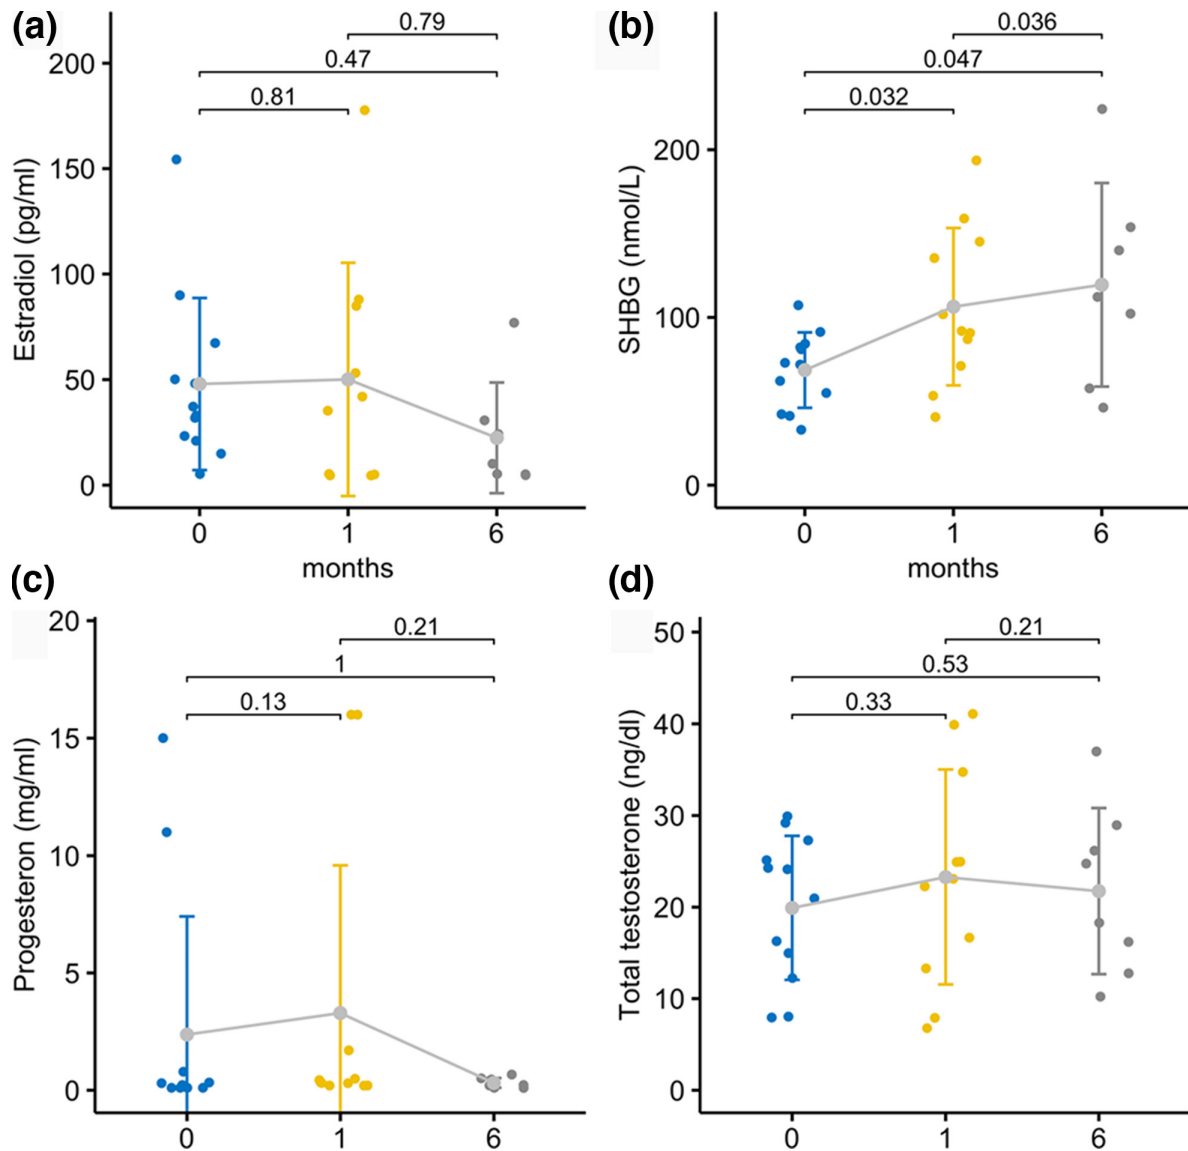 (a)
0.79
0.47
0.81
200
150
100
50
0
Estradiol (pg/ml)
0 1 6
months
(b)
0.036
0.047
0.032
200
100
0
SHBG (nmol/L)
0 1 6
months
(c)
0.21
1
0.13
20
15
10
5
0
Progesteron (mg/ml)
0 1 6
(d)
0.21
0.53
0.33
50
40
30
20
10
0
Total testosterone (ng/dl)
0 1 6